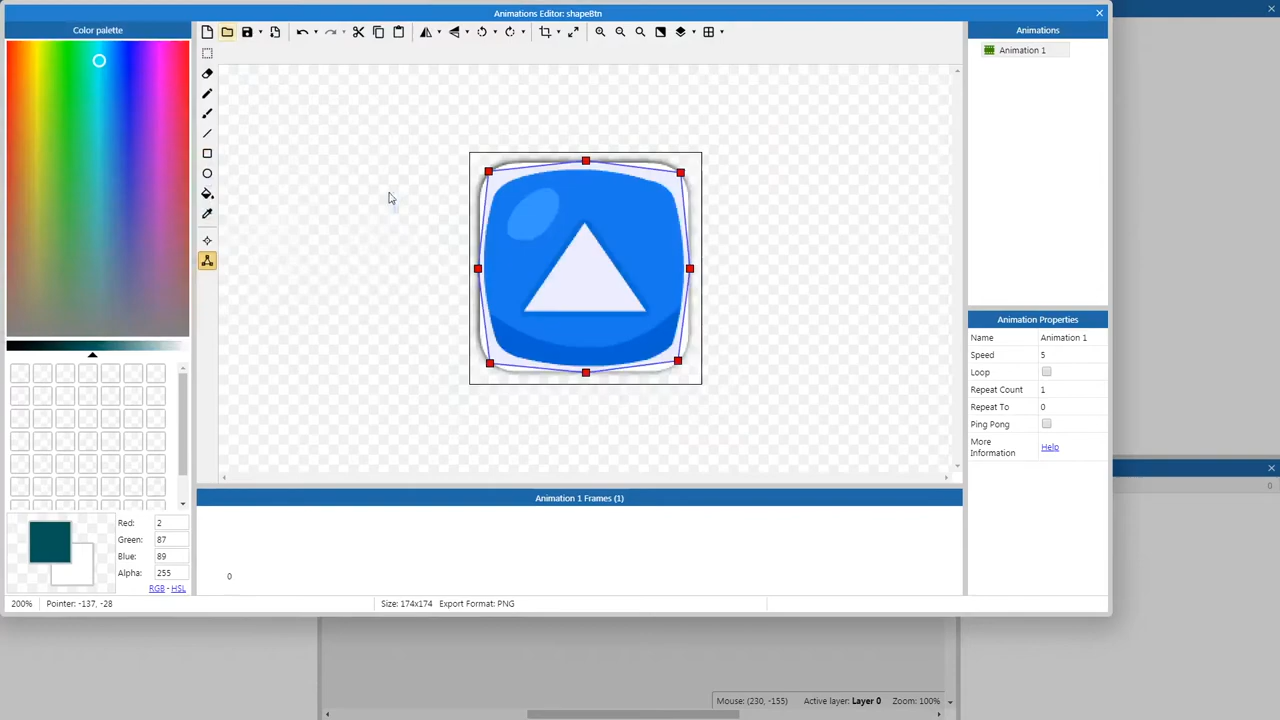 Animations Editor: shapeBtn
Color palette
Animations
Animation 1
Animation Properties
Name Animation 1
Speed 5
Loop
Repeat Count 1
Repeat To 0
Ping Pong
More Information Help
Animation 1 Frames (1)
0
Red: 2
Green: 87
Blue: 89
Alpha: 255
RGB - HSL
200% Pointer: -137, -28 Size: 174x174 Export Format: PNG
0
Mouse: (230, -155) Active layer: Layer 0 Zoom: 100%